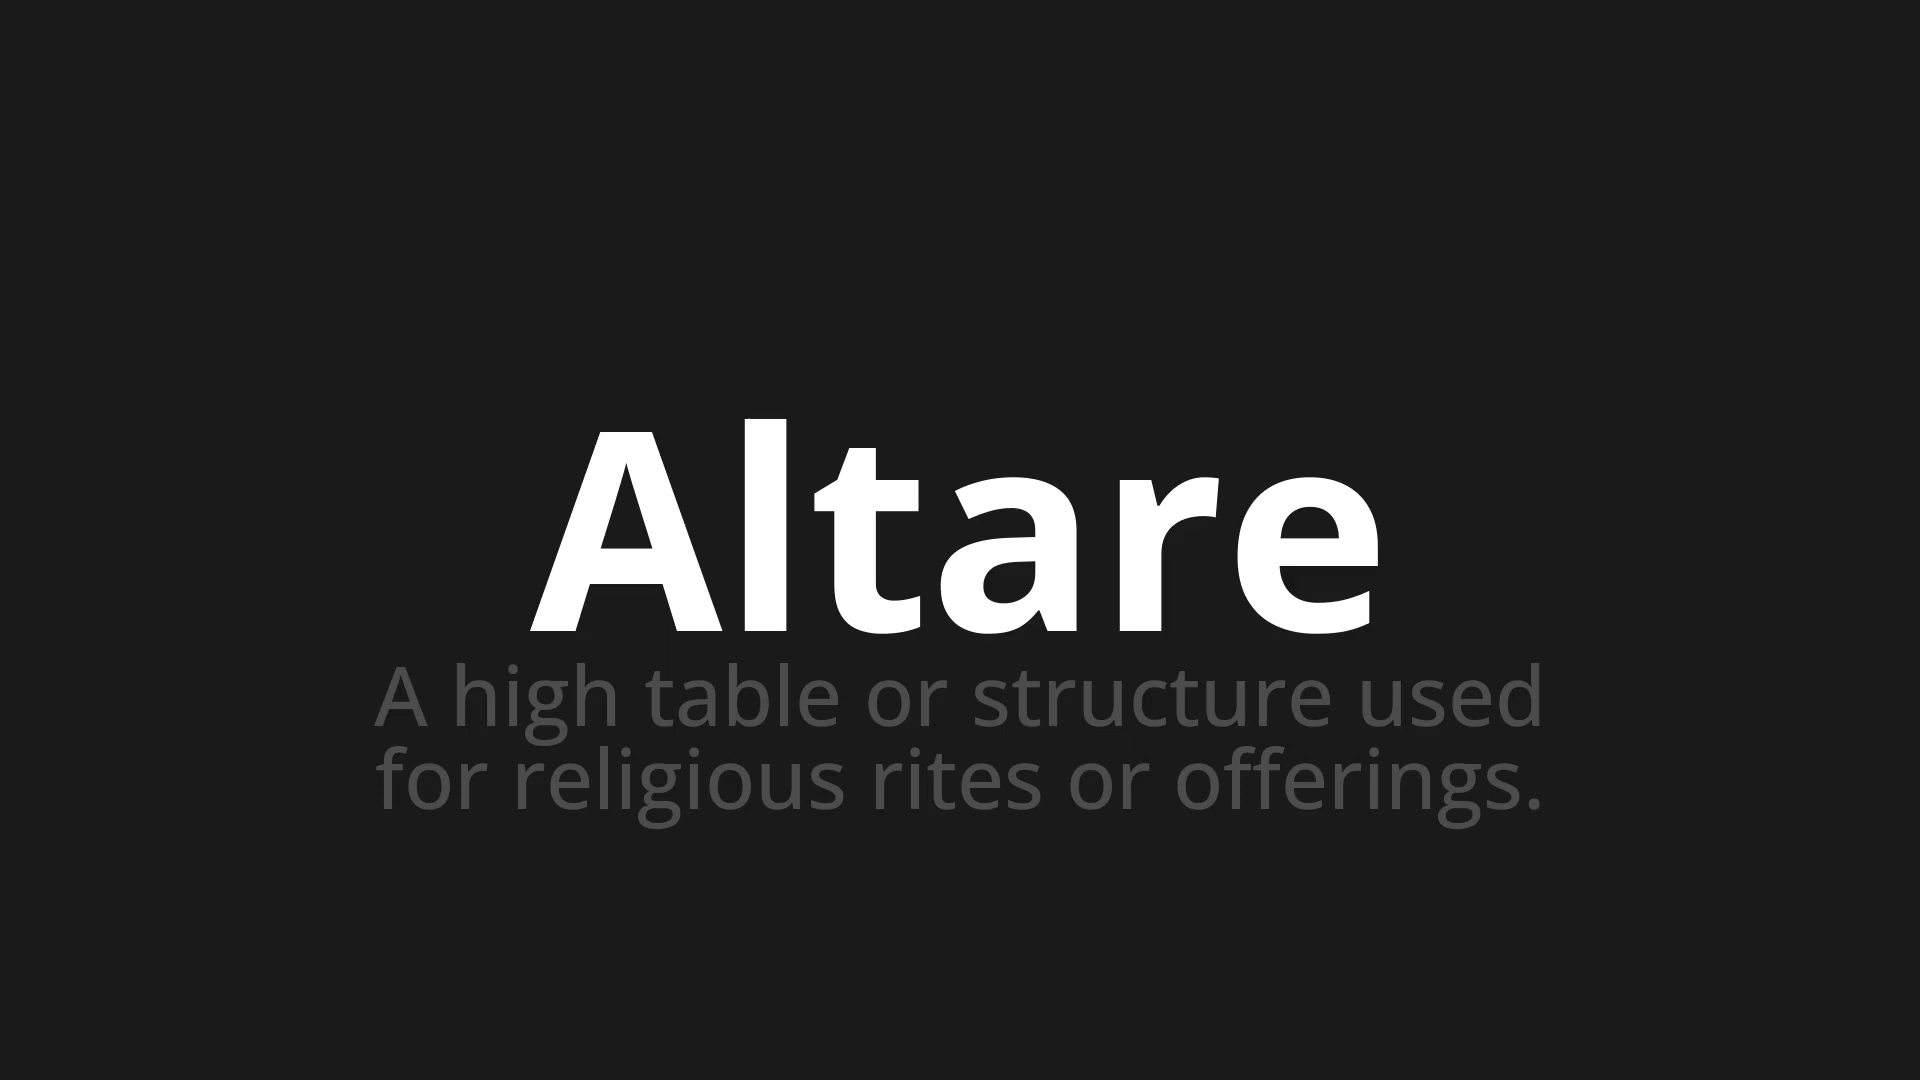 Altare
A high table or structure used
for religious rites or offerings.